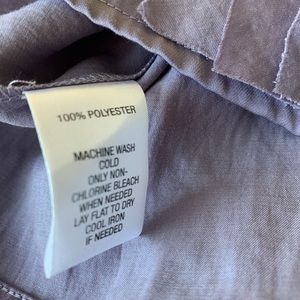 100% POLYESTER
MACHINE WASH
COLD
ONLY NON-
CHLORINE BLEACH
WHEN NEEDED
LAY FLAT TO DRY
COOL IRON
IF NEEDED